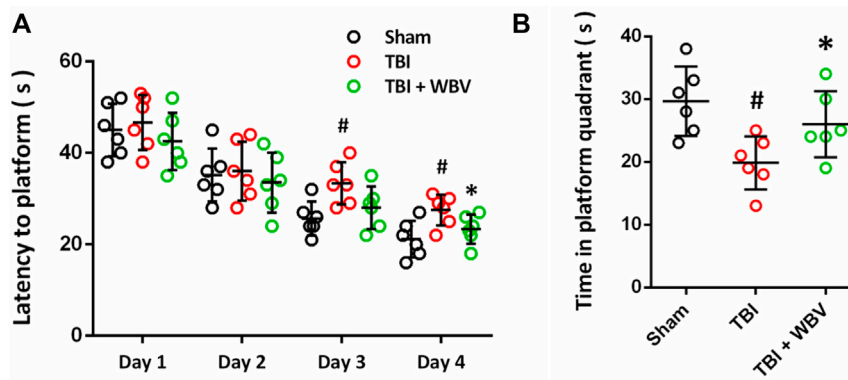 A
Latency to platform ( s )
60
40
20
0
Sham
TBI
TBI + WBV
#
#
*
Day 1
Day 2
Day 3
Day 4
B
Time in platform quadrant ( s )
40
30
20
10
0
#
*
Sham
TBI
TBI + WBV